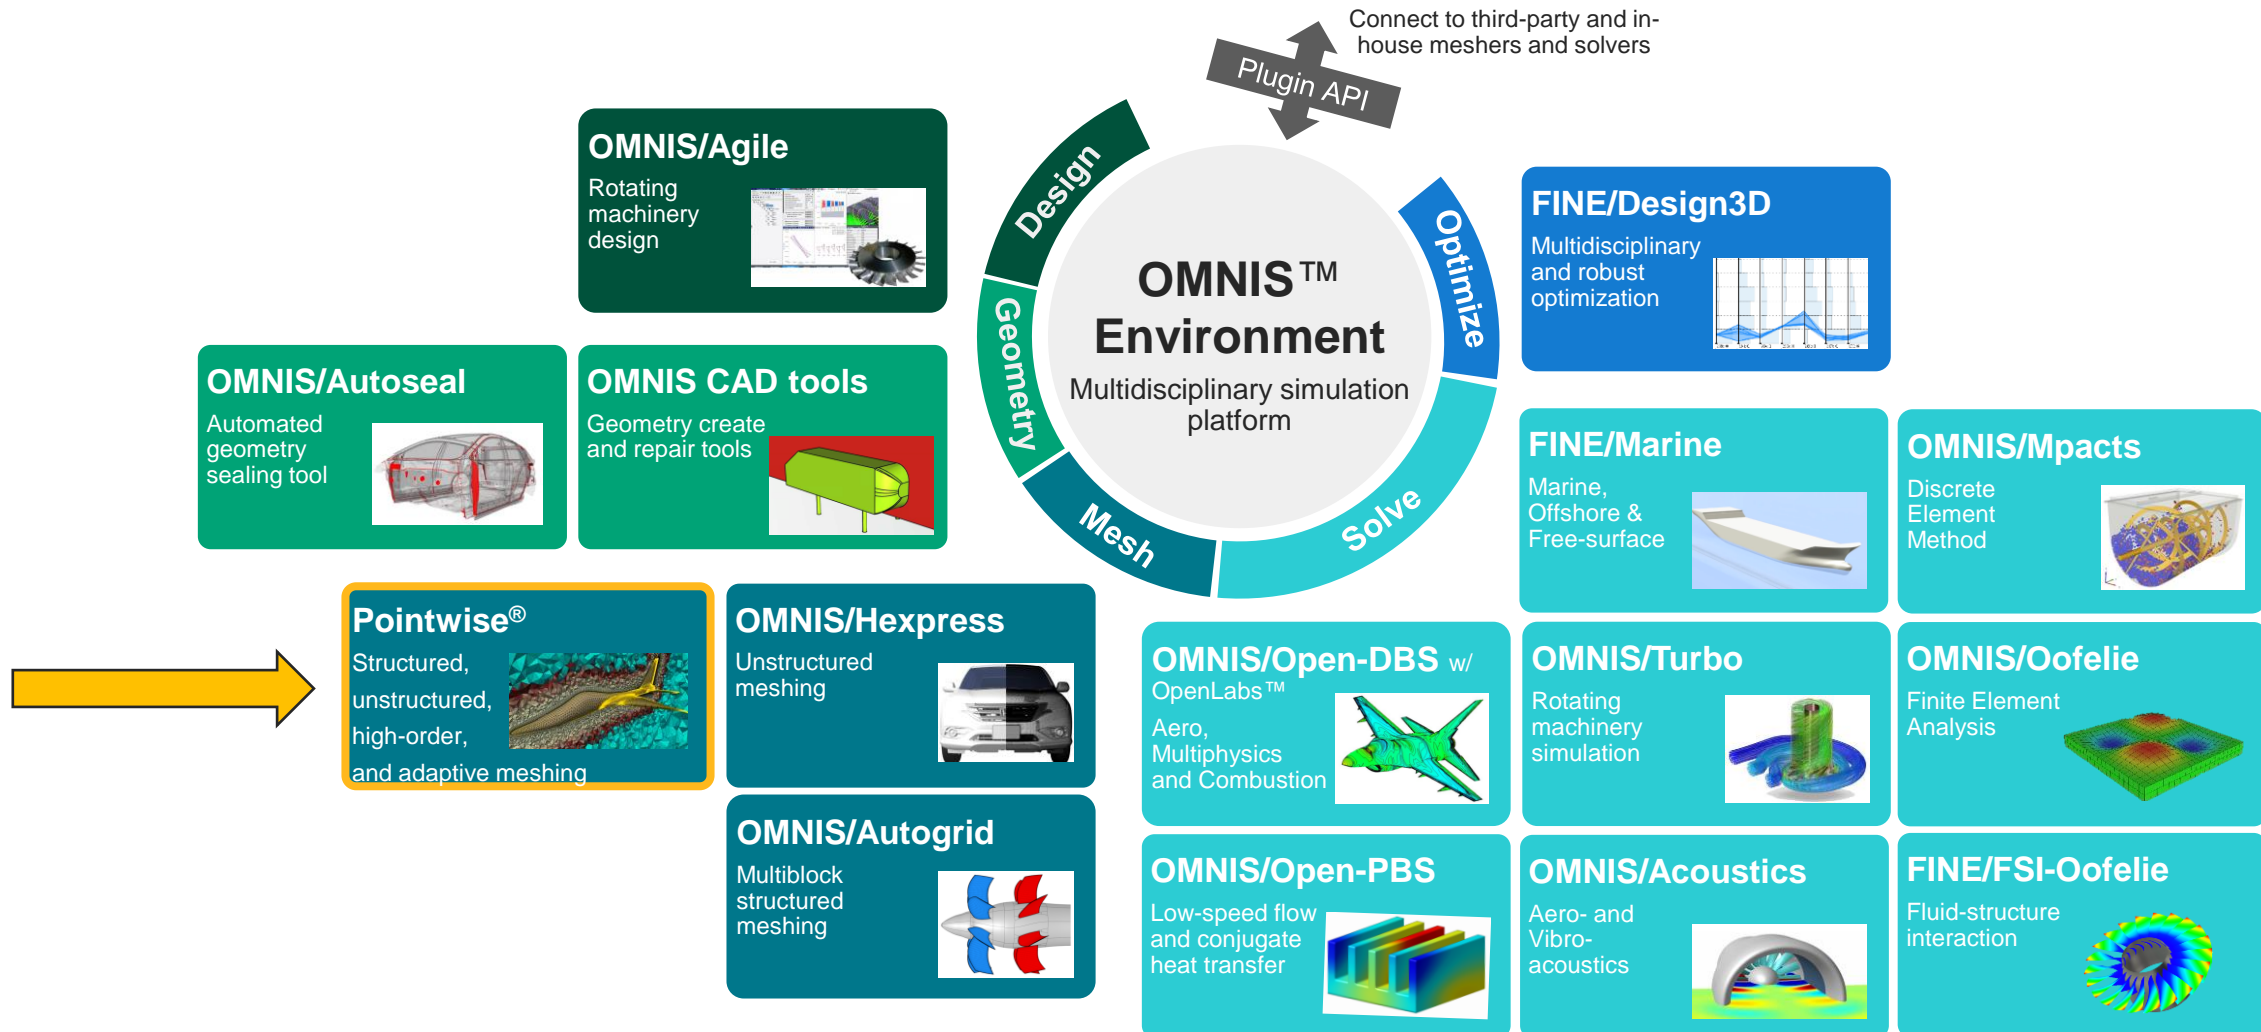 Connect to third-party and in-
house meshers and solvers
Plugin API
OMNIS/Agile
Rotating
machinery
design
Design
Geometry
Mesh
Solve
Optimize
OMNIS™
Environment
Multidisciplinary simulation
platform
FINE/Design3D
Multidisciplinary
and robust
optimization
OMNIS/Autoseal
Automated
geometry
sealing tool
OMNIS CAD tools
Geometry create
and repair tools
FINE/Marine
Marine,
Offshore &
Free-surface
OMNIS/Mpacts
Discrete
Element
Method
Pointwise®
Structured,
unstructured,
high-order,
and adaptive meshing
OMNIS/Hexpress
Unstructured
meshing
OMNIS/Open-DBS w/
OpenLabs™
Aero,
Multiphysics
and Combustion
OMNIS/Turbo
Rotating
machinery
simulation
OMNIS/Oofelie
Finite Element
Analysis
OMNIS/Autogrid
Multiblock
structured
meshing
OMNIS/Open-PBS
Low-speed flow
and conjugate
heat transfer
OMNIS/Acoustics
Aero- and
Vibro-
acoustics
FINE/FSI-Oofelie
Fluid-structure
interaction